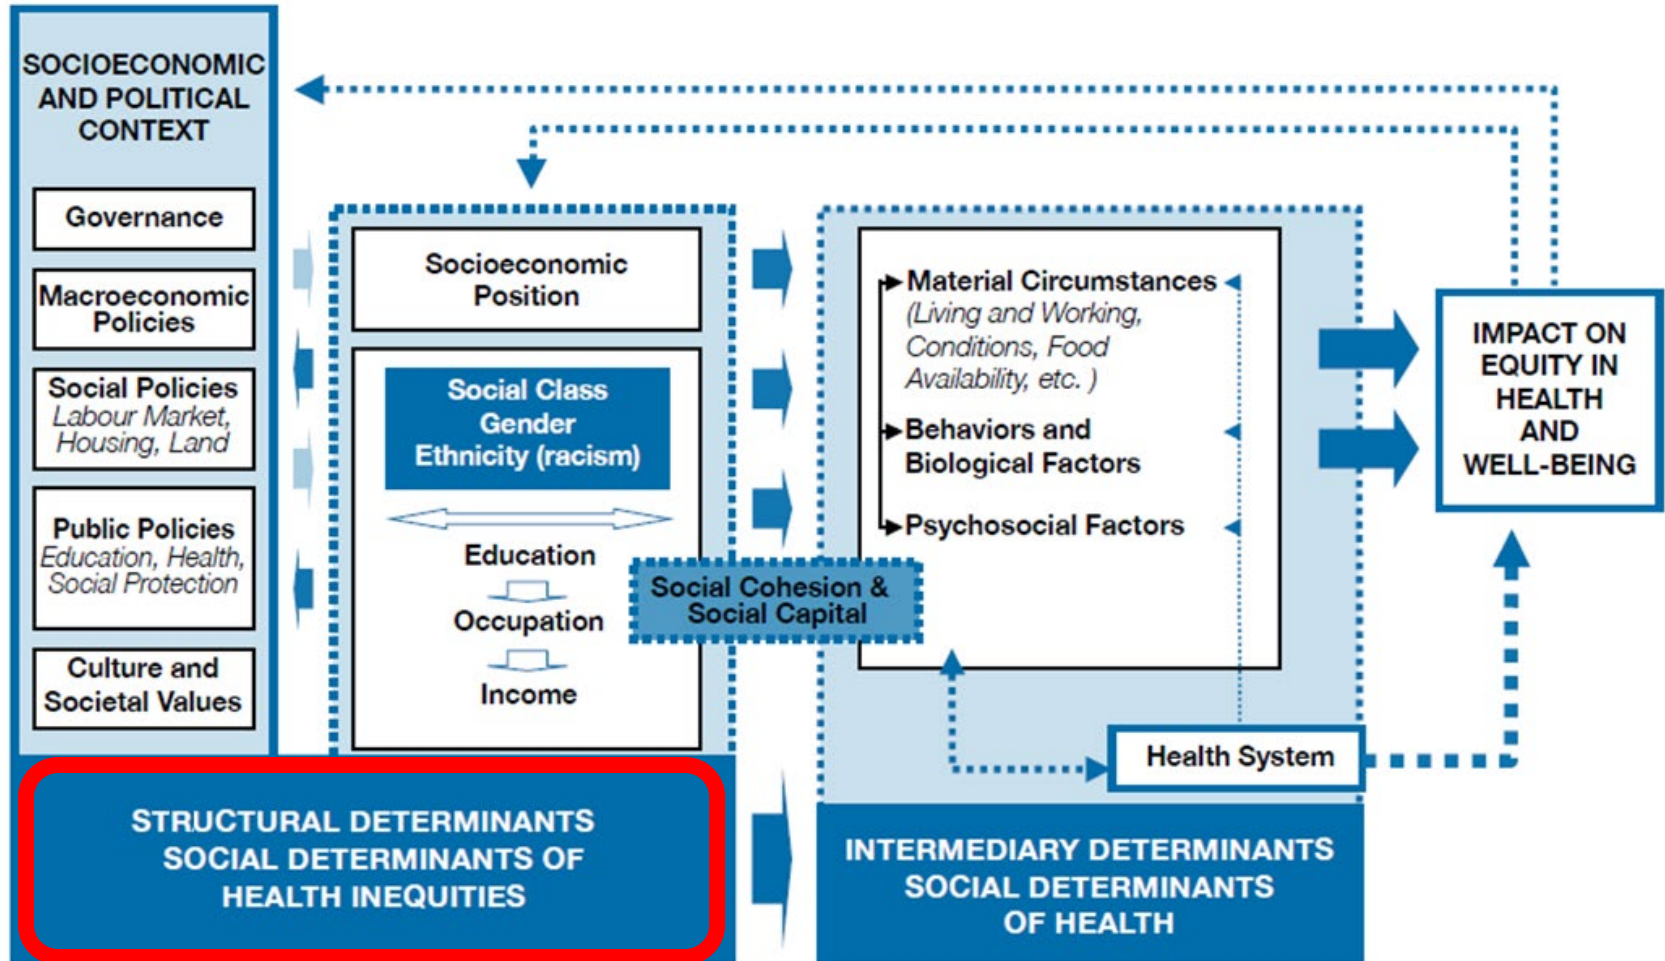 SOCIOECONOMIC
AND POLITICAL
CONTEXT
Governance
Macroeconomic
Policies
Social Policies
Labour Market,
Housing, Land
Public Policies
Education, Health,
Social Protection
Culture and
Societal Values
Socioeconomic
Position
Social Class
Gender
Ethnicity (racism)
Education
Occupation
Income
Social Cohesion &
Social Capital
Material Circumstances
(Living and Working,
Conditions, Food
Availability, etc. )
Behaviors and
Biological Factors
Psychosocial Factors
Health System
IMPACT ON
EQUITY IN
HEALTH
AND
WELL-BEING
STRUCTURAL DETERMINANTS
SOCIAL DETERMINANTS OF
HEALTH INEQUITIES
INTERMEDIARY DETERMINANTS
SOCIAL DETERMINANTS
OF HEALTH